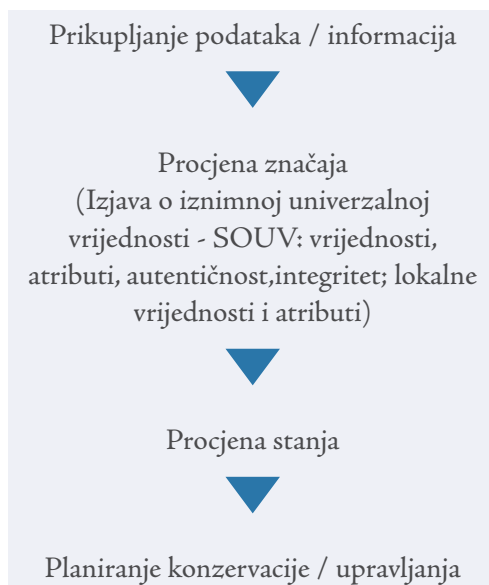 Prikupljanje podataka / informacija
Procjena značaja
(Izjava o iznimnoj univerzalnoj
vrijednosti - SOUV: vrijednosti,
atributi, autentičnost,integritet; lokalne
vrijednosti i atributi)
Procjena stanja
Planiranje konzervacije / upravljanja